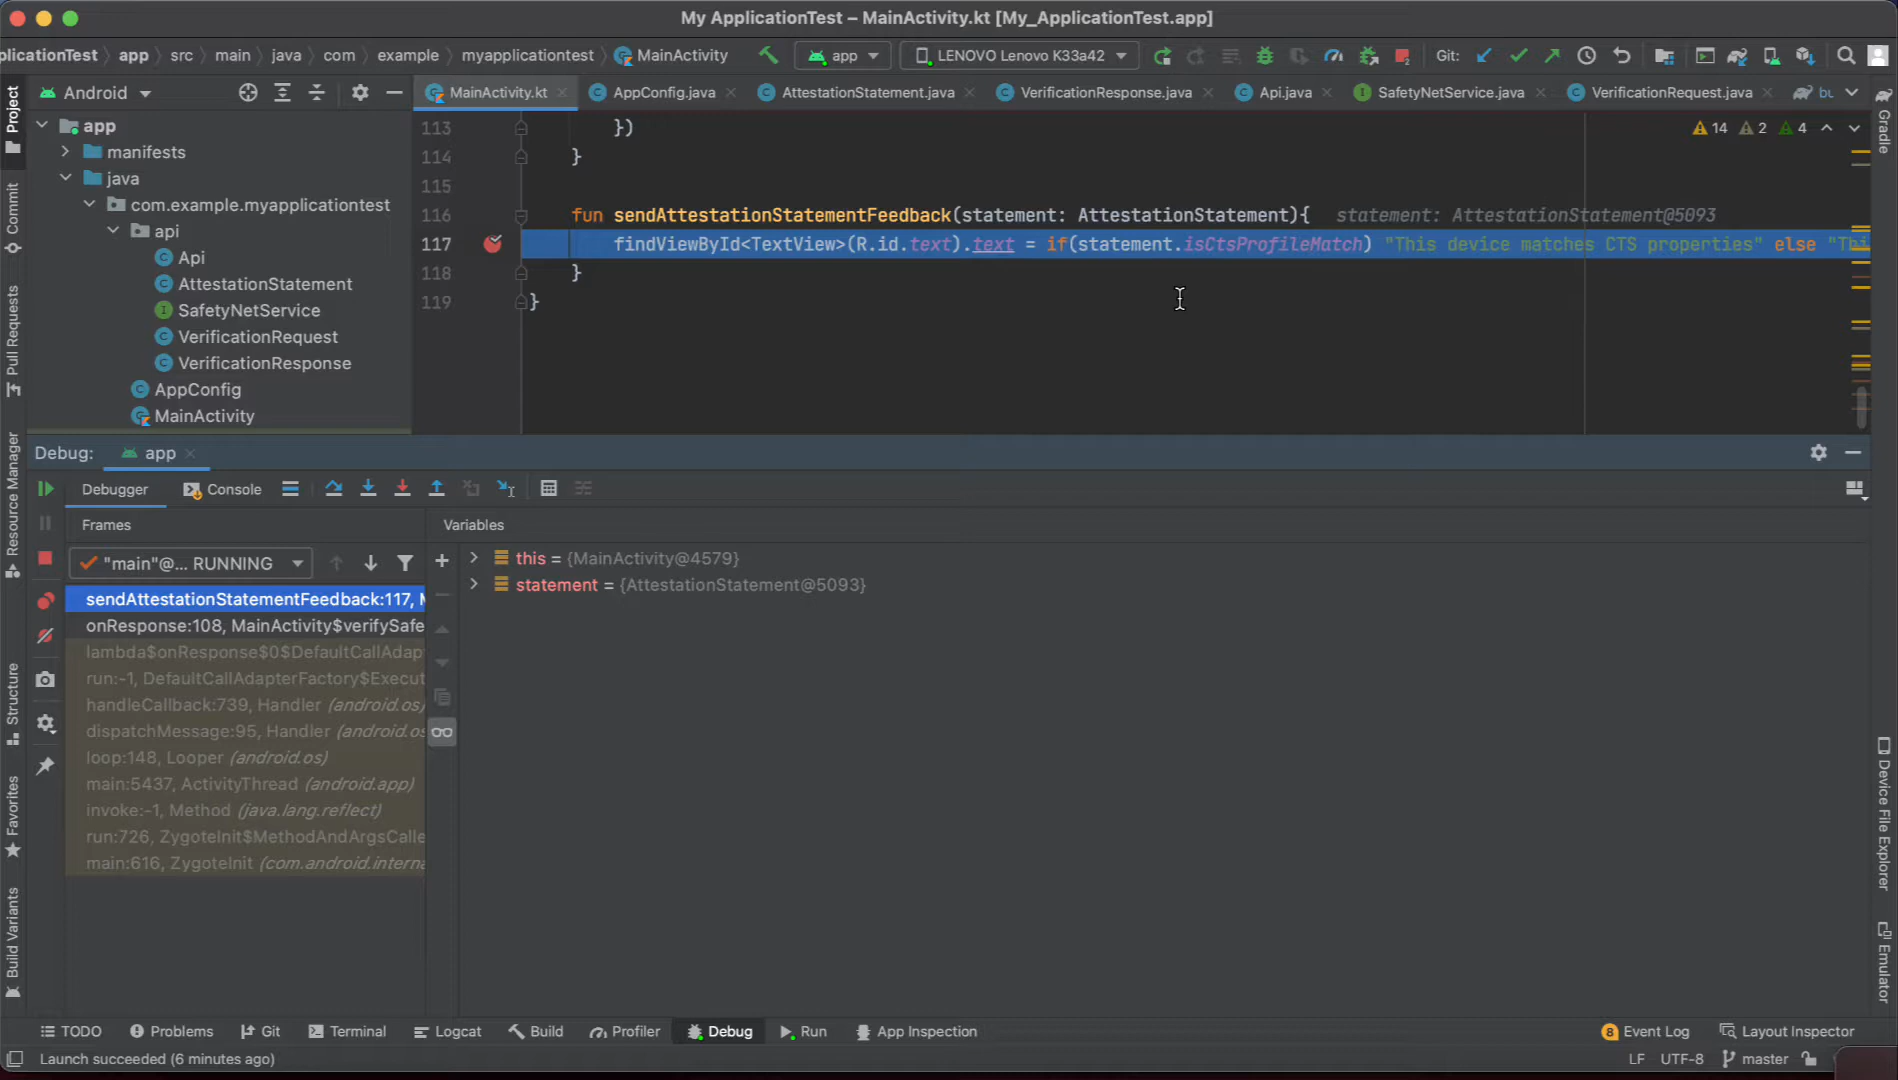 My ApplicationTest – MainActivity.kt [My_ApplicationTest.app]
plicationTest app src main java com example myapplicationtest MainActivity app LENOVO Lenovo K33a42 Git:
Project
Commit
Pull Requests
Resource Manager
Structure
Favorites
Build Variants
Android
MainActivity.kt AppConfig.java AttestationStatement.java VerificationResponse.java Api.java SafetyNetService.java VerificationRequest.java bu
app
manifests
java
com.example.myapplicationtest
api
Api
AttestationStatement
SafetyNetService
VerificationRequest
VerificationResponse
AppConfig
MainActivity
14 2 4
113 })
114 }
115
116 fun sendAttestationStatementFeedback(statement: AttestationStatement){ statement: AttestationStatement@5093
117 findViewById<TextView>(R.id.text).text = if(statement.isCtsProfileMatch) "This device matches CTS properties" else "Thi
118 }
119 }
Debug: app
Debugger Console
Frames
Variables
"main"@... RUNNING
sendAttestationStatementFeedback:117, M
onResponse:108, MainActivity$verifySafe
lambda$onResponse$0$DefaultCallAdap
run:-1, DefaultCallAdapterFactory$Execut
handleCallback:739, Handler (android.os)
dispatchMessage:95, Handler (android.os
loop:148, Looper (android.os)
main:5437, ActivityThread (android.app)
invoke:-1, Method (java.lang.reflect)
run:726, ZygoteInit$MethodAndArgsCalle
main:616, ZygoteInit (com.android.interna
this = {MainActivity@4579}
statement = {AttestationStatement@5093}
Gradle
Device File Explorer
Emulator
TODO Problems Git Terminal Logcat Build Profiler Debug Run App Inspection 8 Event Log Layout Inspector
Launch succeeded (6 minutes ago) LF UTF-8 master